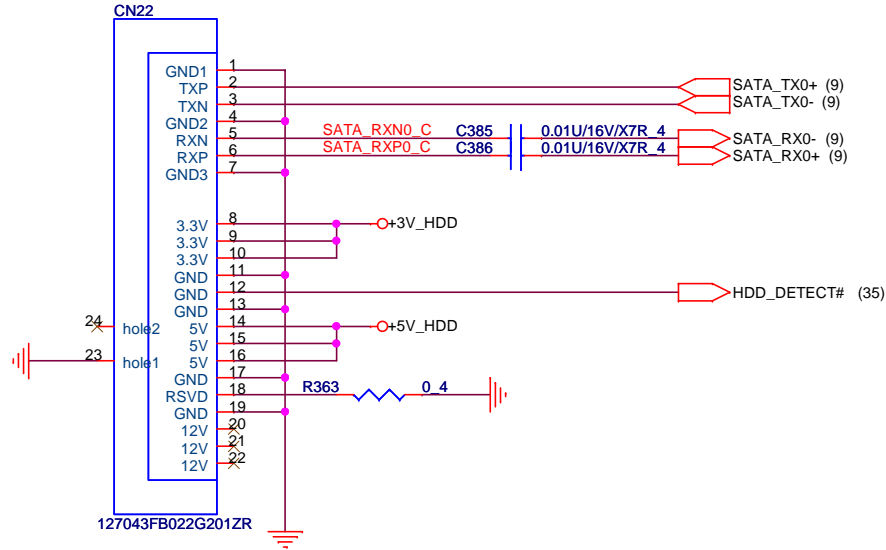 CN22
GND1 1
TXP 2 SATA_TX0+ (9)
TXN 3 SATA_TX0- (9)
GND2 4
RXN 5 SATA_RXN0_C C385 0.01U/16V/X7R_4 SATA_RX0- (9)
RXP 6 SATA_RXP0_C C386 0.01U/16V/X7R_4 SATA_RX0+ (9)
GND3 7
3.3V 8 +3V_HDD
3.3V 9
3.3V 10
GND 11
GND 12 HDD_DETECT# (35)
GND 13
24 hole2 5V 14 +5V_HDD
5V 15
23 hole1 5V 16
GND 17
RSVD 18 R363 0_4
GND 19
12V 20
12V 21
12V 22
127043FB022G201ZR